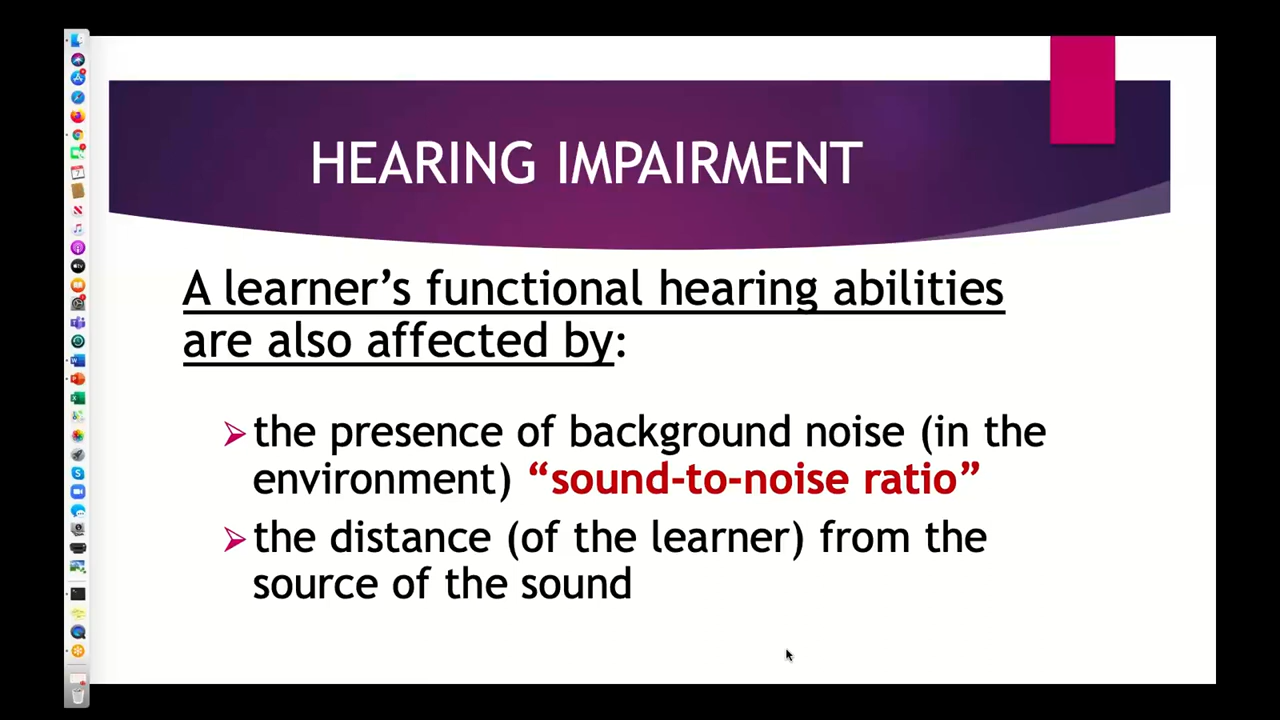 HEARING IMPAIRMENT
A learner’s functional hearing abilities
are also affected by:
the presence of background noise (in the
environment) “sound-to-noise ratio”
the distance (of the learner) from the
source of the sound